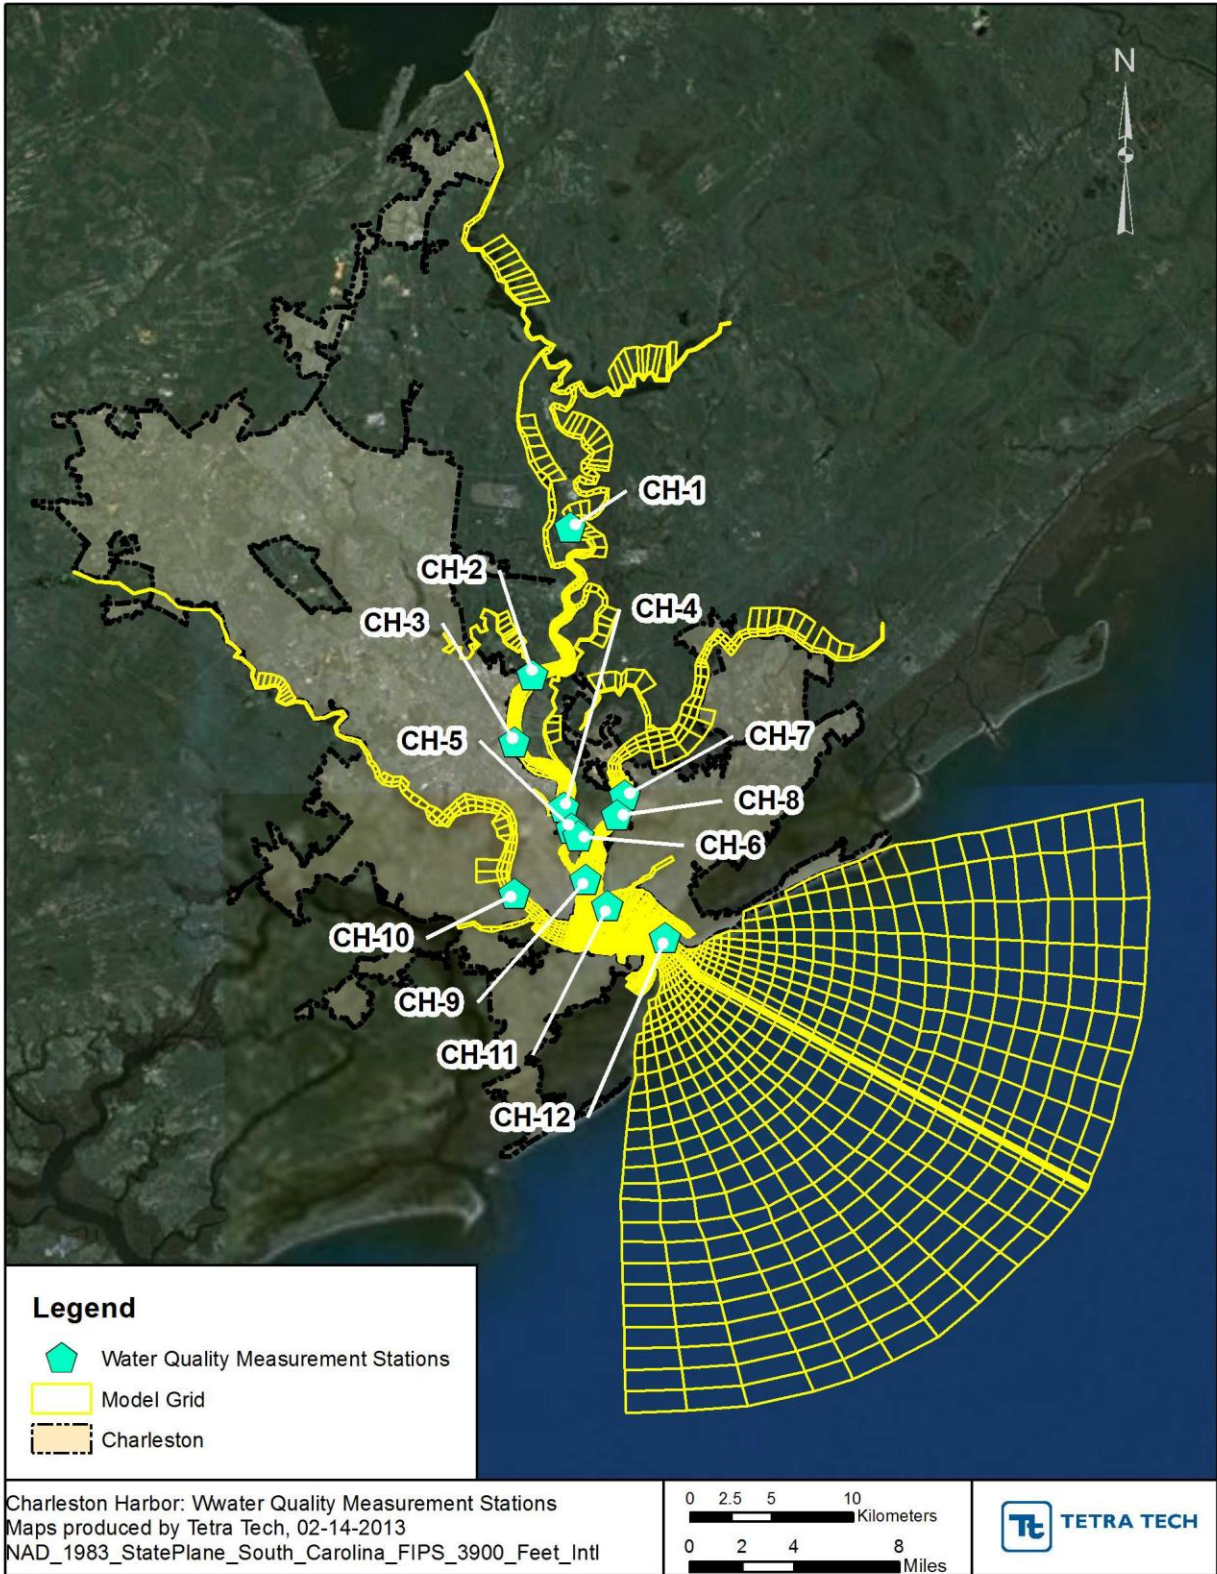 N
CH-1
CH-2
CH-4
CH-3
CH-5
CH-7
CH-8
CH-6
CH-10
CH-9
CH-11
CH-12
Legend
Water Quality Measurement Stations
Model Grid
Charleston
Charleston Harbor: Wwater Quality Measurement Stations
Maps produced by Tetra Tech, 02-14-2013
NAD_1983_StatePlane_South_Carolina_FIPS_3900_Feet_Intl
0 2.5 5 10
Kilometers
0 2 4 8
Miles
Tt TETRA TECH